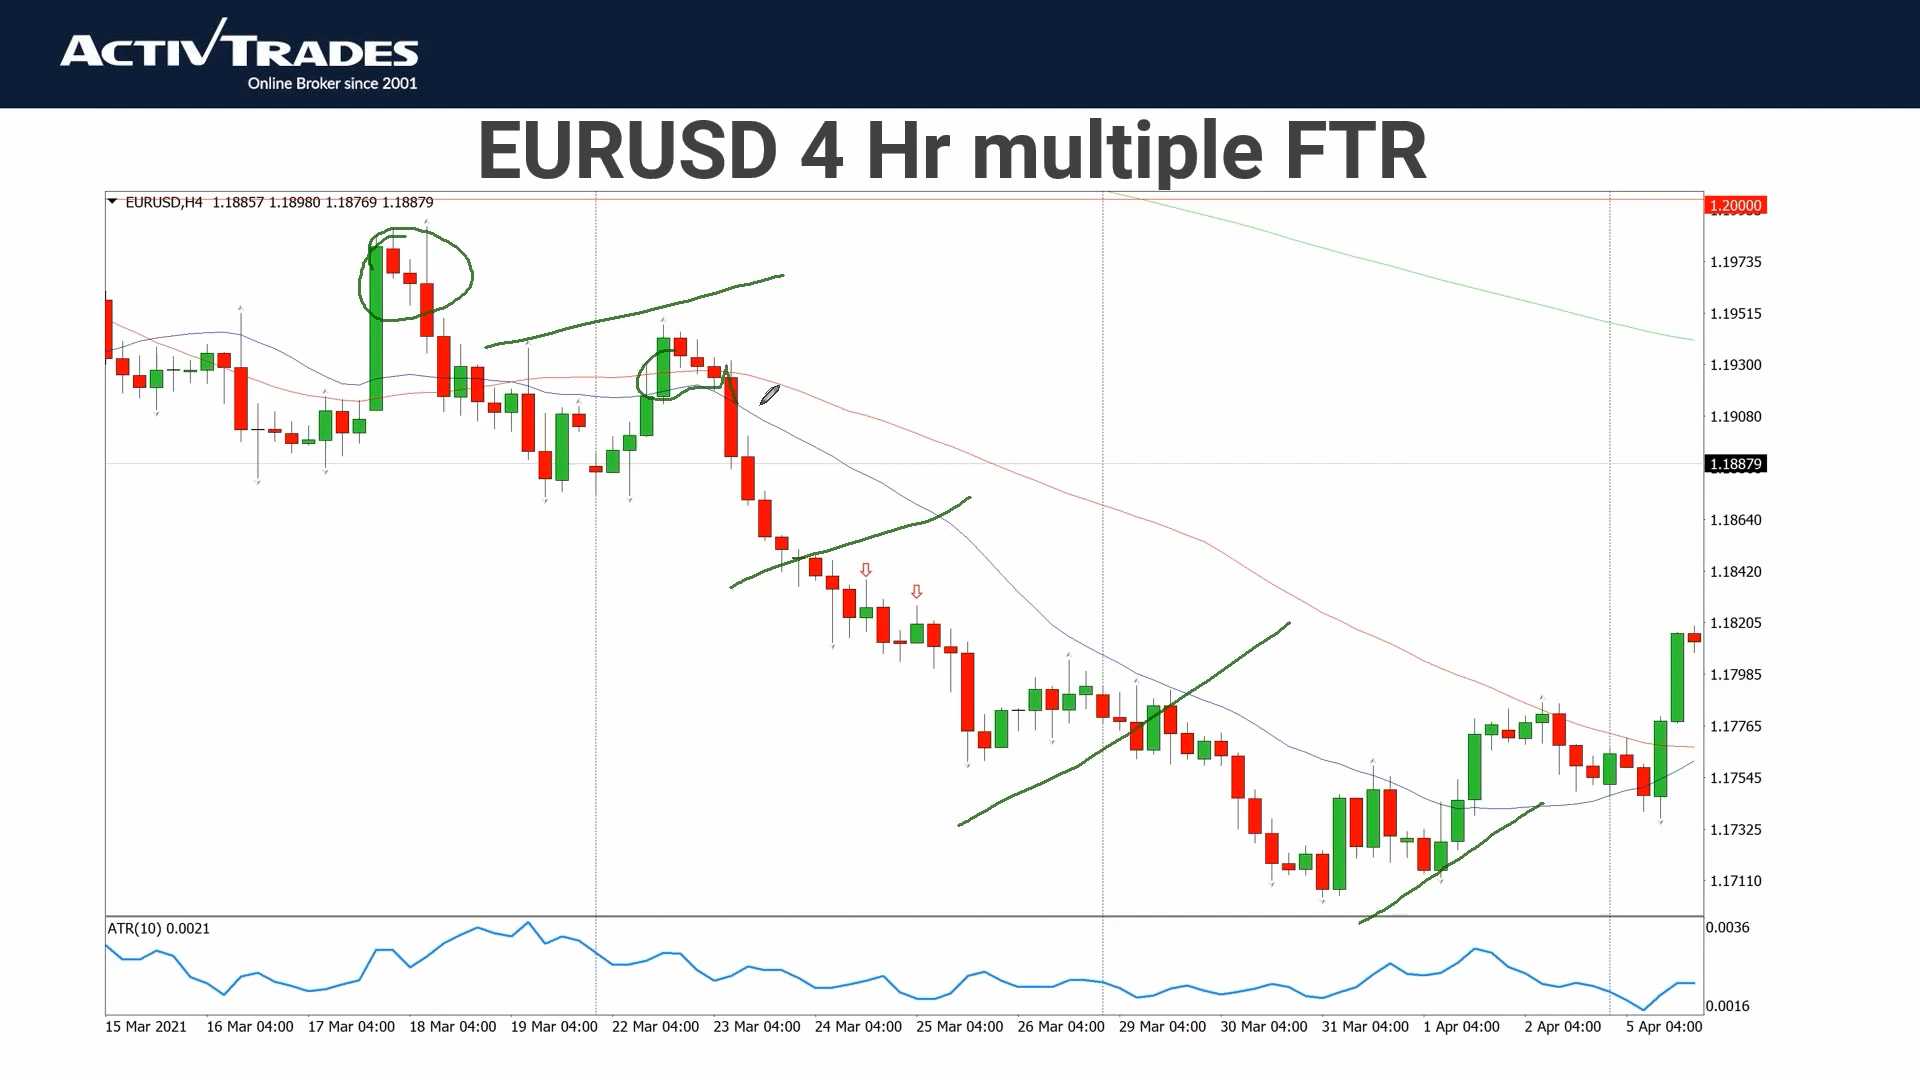 ACTIVTRADES
Online Broker since 2001
EURUSD 4 Hr multiple FTR
EURUSD,H4 1.18857 1.18980 1.18769 1.18879
1.20000
1.19735
1.19515
1.19300
1.19080
1.18879
1.18640
1.18420
1.18205
1.17985
1.17765
1.17545
1.17325
1.17110
ATR(10) 0.0021
0.0036
0.0016
15 Mar 2021 16 Mar 04:00 17 Mar 04:00 18 Mar 04:00 19 Mar 04:00 22 Mar 04:00 23 Mar 04:00 24 Mar 04:00 25 Mar 04:00 26 Mar 04:00 29 Mar 04:00 30 Mar 04:00 31 Mar 04:00 1 Apr 04:00 2 Apr 04:00 5 Apr 04:00